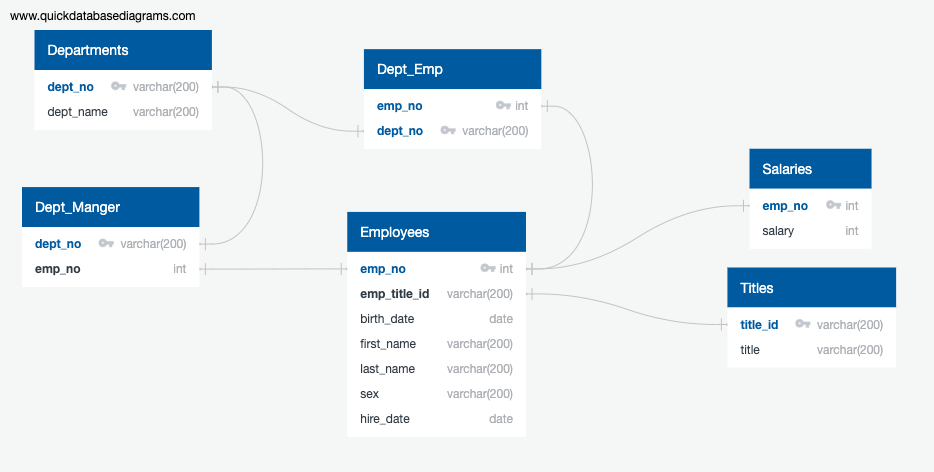 www.quickdatabasediagrams.com
Departments
dept_no varchar(200)
dept_name varchar(200)
Dept_Emp
emp_no int
dept_no varchar(200)
Dept_Manger
dept_no varchar(200)
emp_no int
Employees
emp_no int
emp_title_id varchar(200)
birth_date date
first_name varchar(200)
last_name varchar(200)
sex varchar(200)
hire_date date
Salaries
emp_no int
salary int
Titles
title_id varchar(200)
title varchar(200)